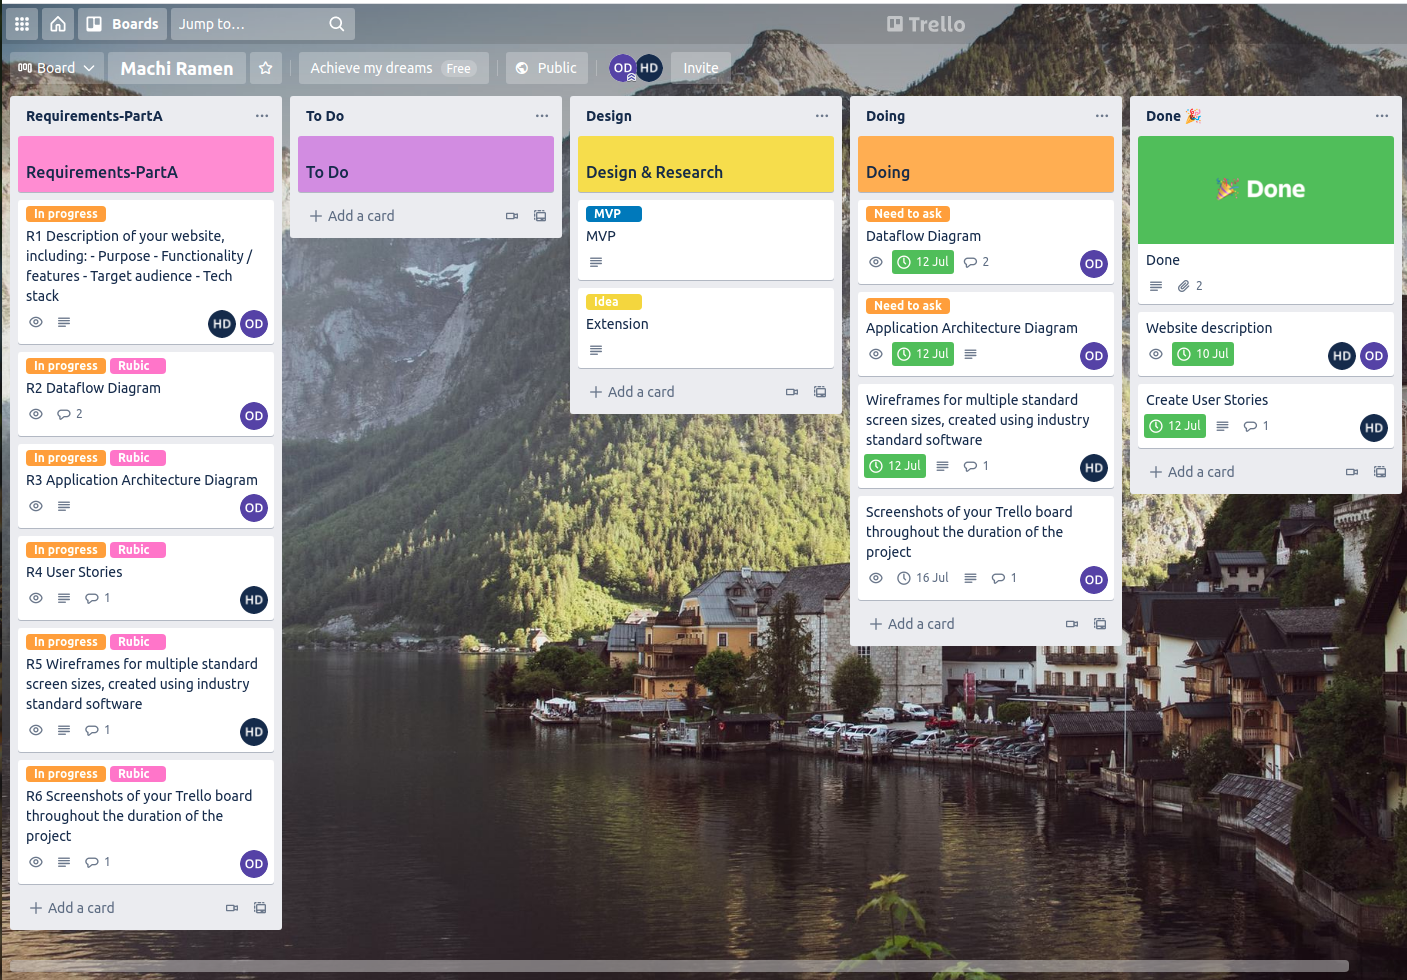 Boards
Jump to...
Trello
Board
Machi Ramen
Achieve my dreams
Free
Public
OD
HD
Invite
Requirements-PartA
Requirements-PartA
In progress
R1 Description of your website,
including: - Purpose - Functionality /
features - Target audience - Tech
stack
HD
OD
In progress
Rubic
R2 Dataflow Diagram
2
OD
In progress
Rubic
R3 Application Architecture Diagram
OD
In progress
Rubic
R4 User Stories
1
HD
In progress
Rubic
R5 Wireframes for multiple standard
screen sizes, created using industry
standard software
1
HD
In progress
Rubic
R6 Screenshots of your Trello board
throughout the duration of the
project
1
OD
+ Add a card
To Do
To Do
+ Add a card
Design
Design & Research
MVP
MVP
Idea
Extension
+ Add a card
Doing
Doing
Need to ask
Dataflow Diagram
12 Jul
2
OD
Need to ask
Application Architecture Diagram
12 Jul
OD
Wireframes for multiple standard
screen sizes, created using industry
standard software
12 Jul
1
HD
Screenshots of your Trello board
throughout the duration of the
project
16 Jul
1
OD
+ Add a card
Done 🎉
🎉 Done
Done
2
Website description
10 Jul
HD
OD
Create User Stories
12 Jul
1
HD
+ Add a card